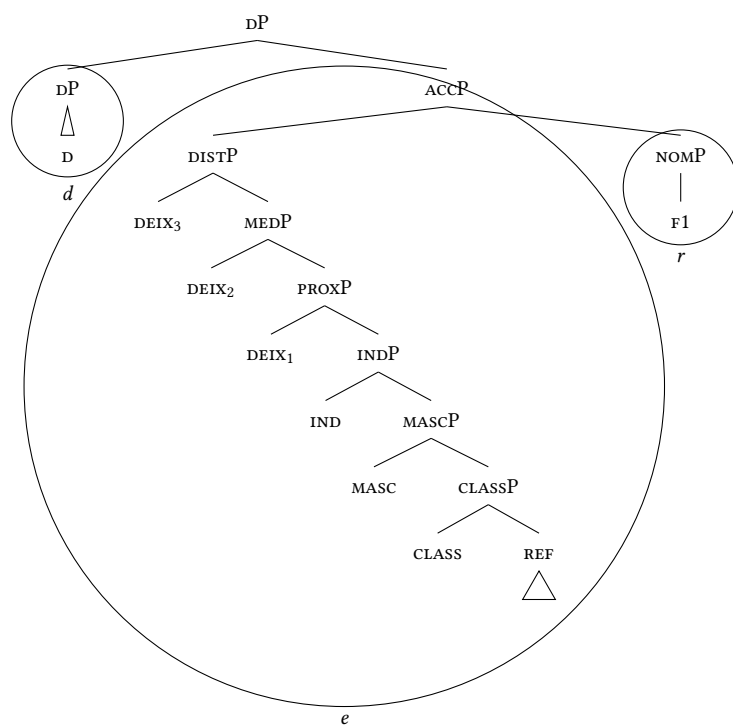 DP
DP ACCP
D DISTP NOMP
d DEIX3 MEDP F1
DEIX2 PROXP r
DEIX1 INDP
IND MASCP
MASC CLASSP
CLASS REF
e